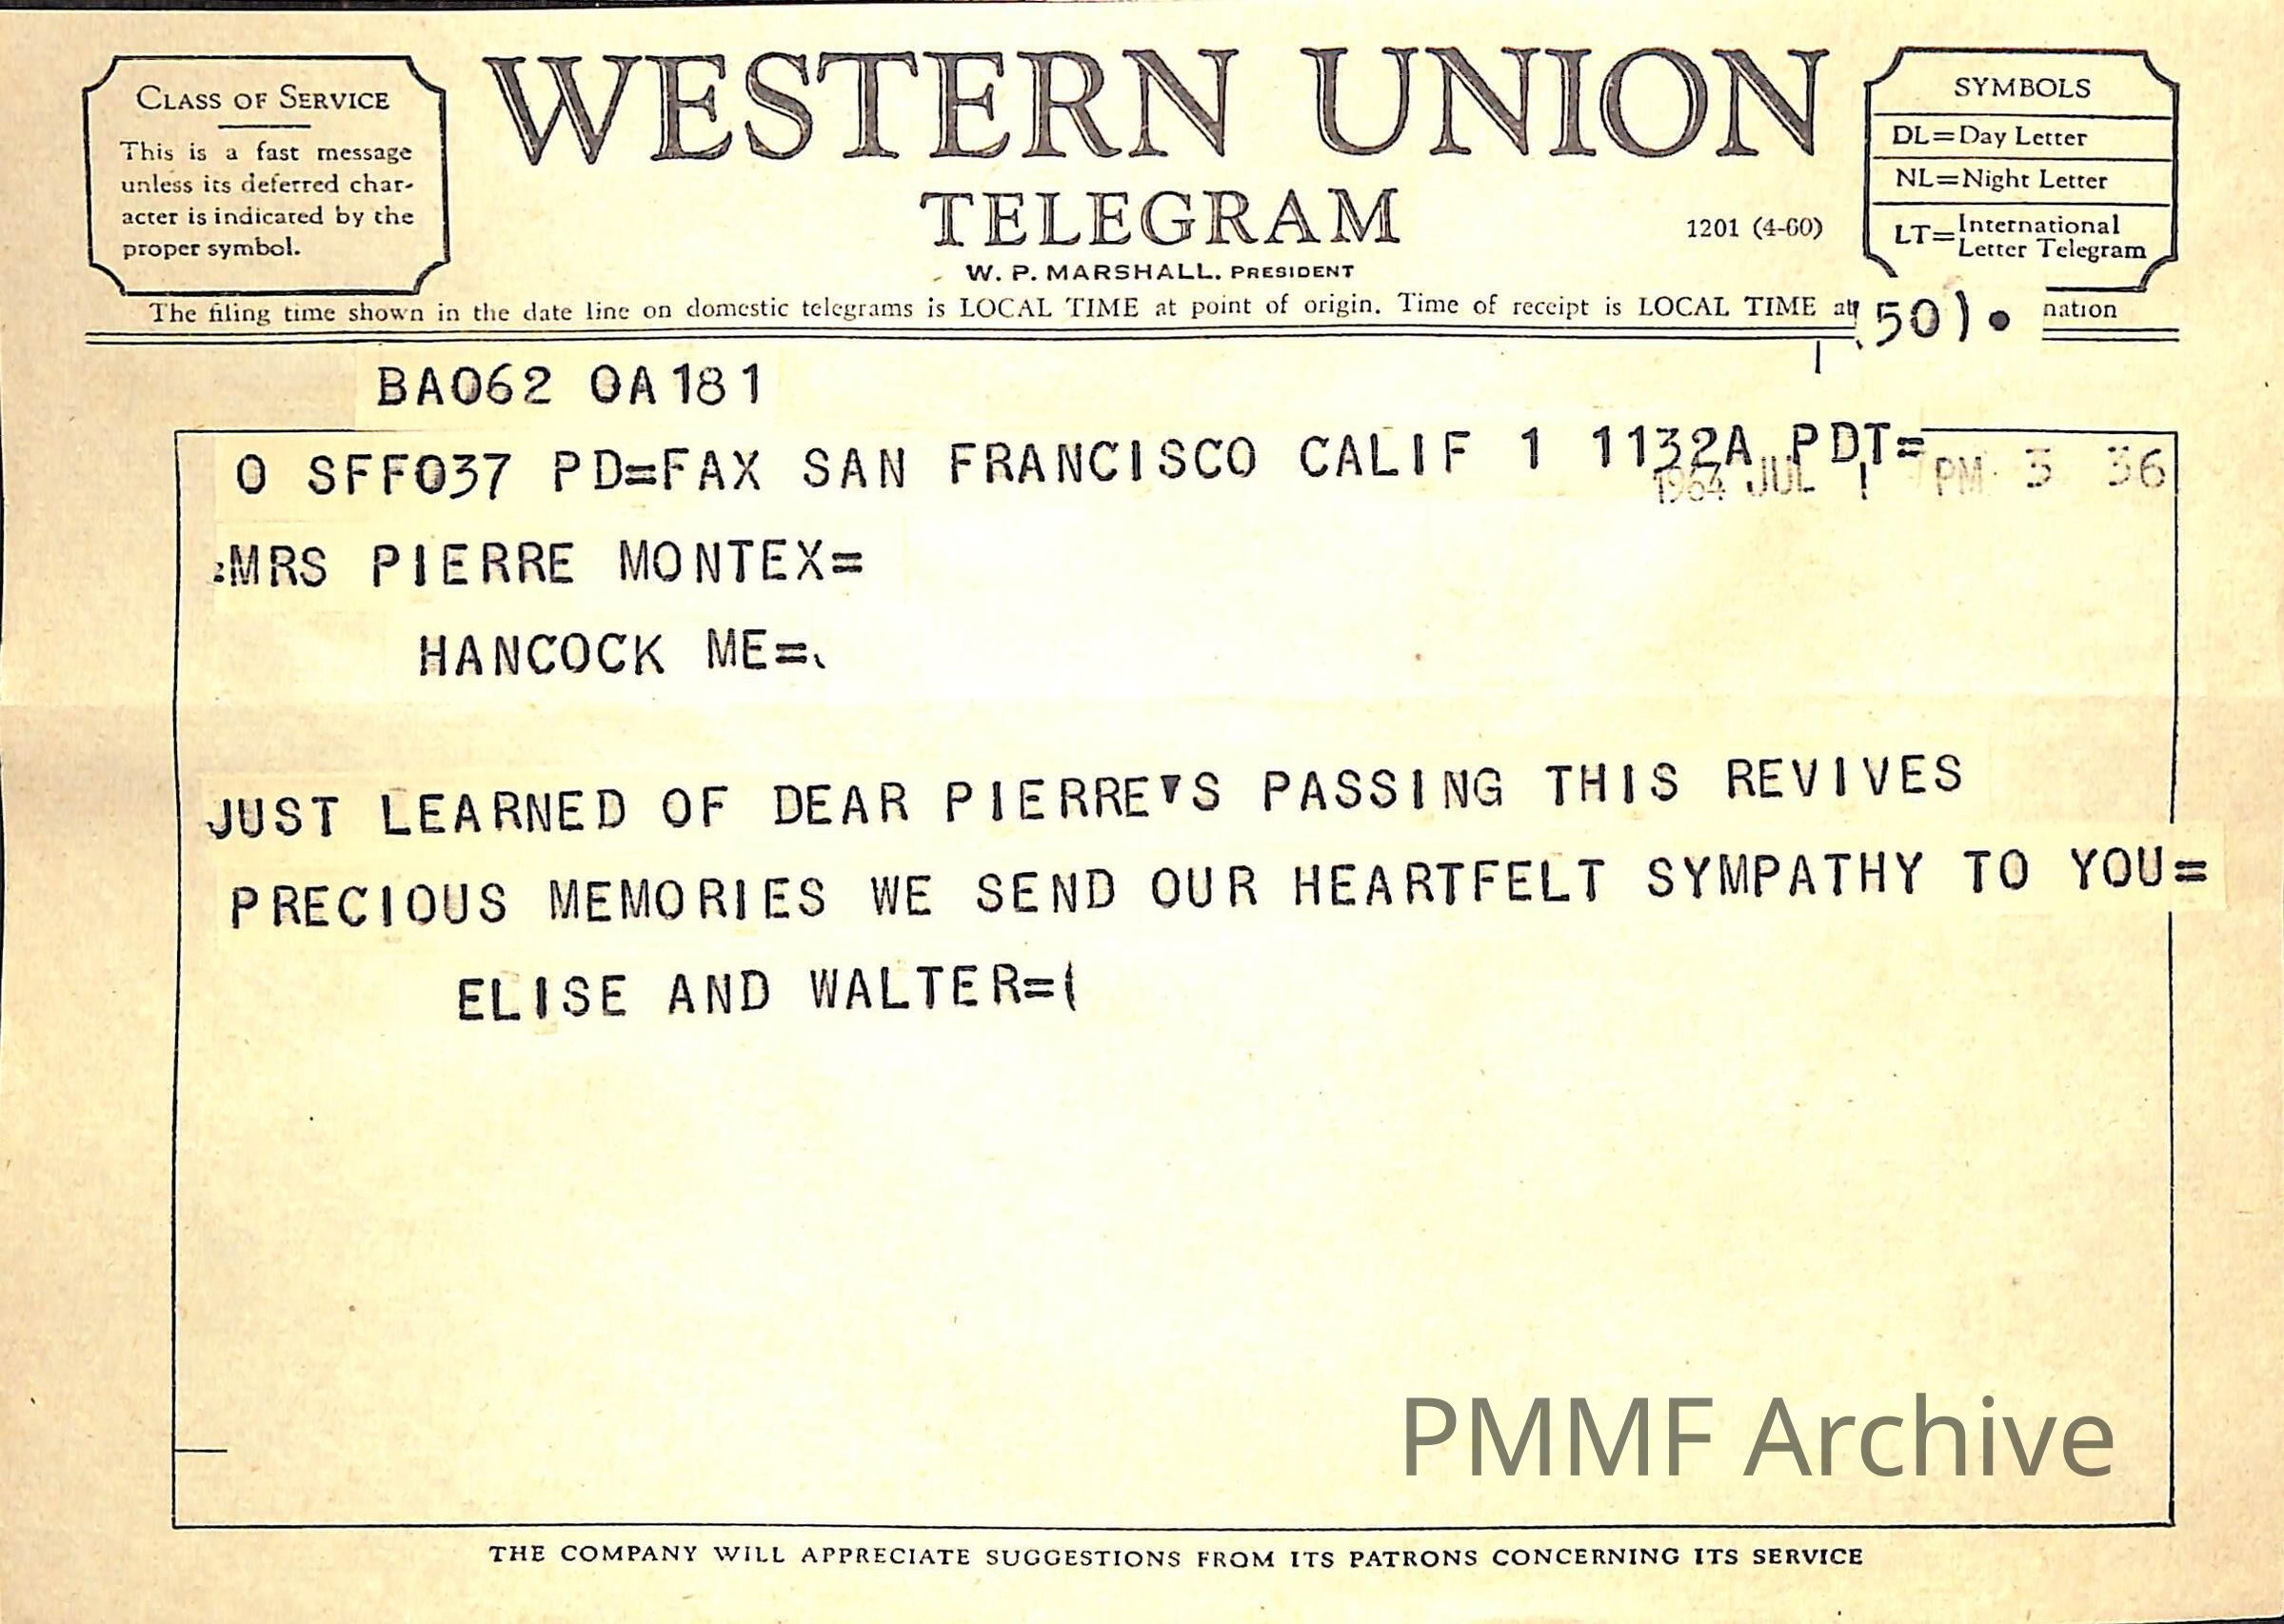 CLASS OF SERVICE
This is a fast message
unless its deferred char-
acter is indicated by the
proper symbol.
WESTERN UNION
TELEGRAM
W. P. MARSHALL. PRESIDENT
1201 (4-60)
SYMBOLS
DL=Day Letter
NL=Night Letter
LT=International Letter Telegram
The filing time shown in the date line on domestic telegrams is LOCAL TIME at point of origin. Time of receipt is LOCAL TIME at nation
50).
BA062 OA181
O SFF037 PD=FAX SAN FRANCISCO CALIF 1 1132A PDT=
1964 JUL 1 PM 3 36
:MRS PIERRE MONTEX=
HANCOCK ME=
JUST LEARNED OF DEAR PIERRE'S PASSING THIS REVIVES
PRECIOUS MEMORIES WE SEND OUR HEARTFELT SYMPATHY TO YOU=
ELISE AND WALTER=(
PMMF Archive
THE COMPANY WILL APPRECIATE SUGGESTIONS FROM ITS PATRONS CONCERNING ITS SERVICE